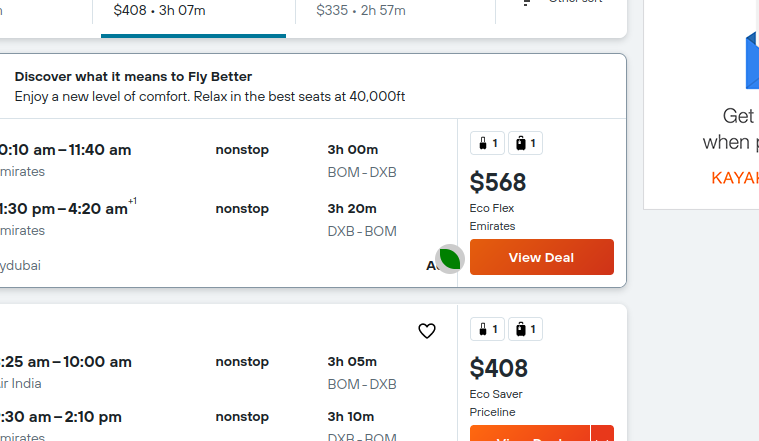 $408 • 3h 07m
$335 • 2h 57m
Discover what it means to Fly Better
Enjoy a new level of comfort. Relax in the best seats at 40,000ft
0:10 am – 11:40 am nonstop 3h 00m
mirates BOM - DXB
1:30 pm – 4:20 am+1 nonstop 3h 20m
mirates DXB - BOM
ydubai
1 1
$568
Eco Flex
Emirates
View Deal
:25 am – 10:00 am nonstop 3h 05m
ir India BOM - DXB
:30 am – 2:10 pm nonstop 3h 10m
mirates DXB - BOM
1 1
$408
Eco Saver
Priceline
View Deal
Get
when p
KAYAK